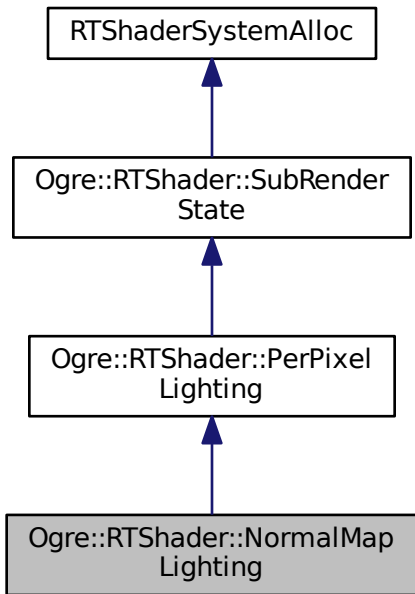 RTShaderSystemAlloc
Ogre::RTShader::SubRender
State
Ogre::RTShader::PerPixel
Lighting
Ogre::RTShader::NormalMap
Lighting